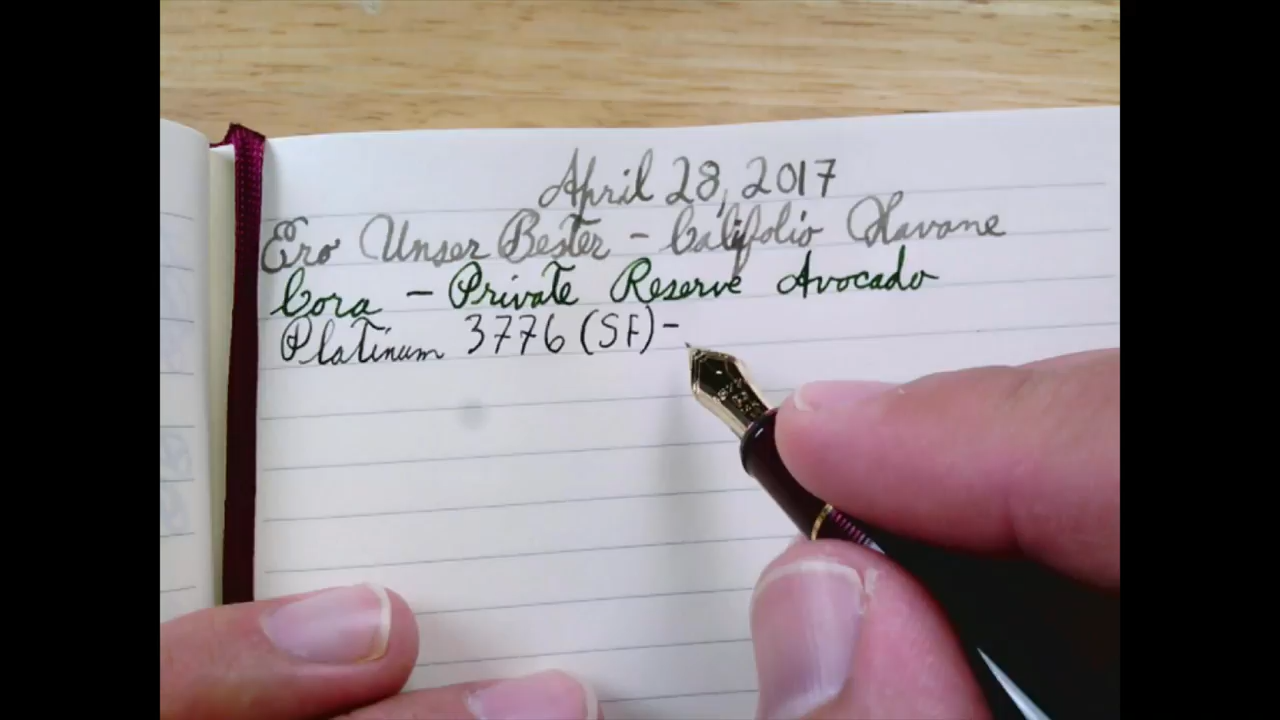 April 28, 2017
Ero Unser Bester - Califolio Havane
Cora - Private Reserve Avocado
Platinum 3776 (SF) -